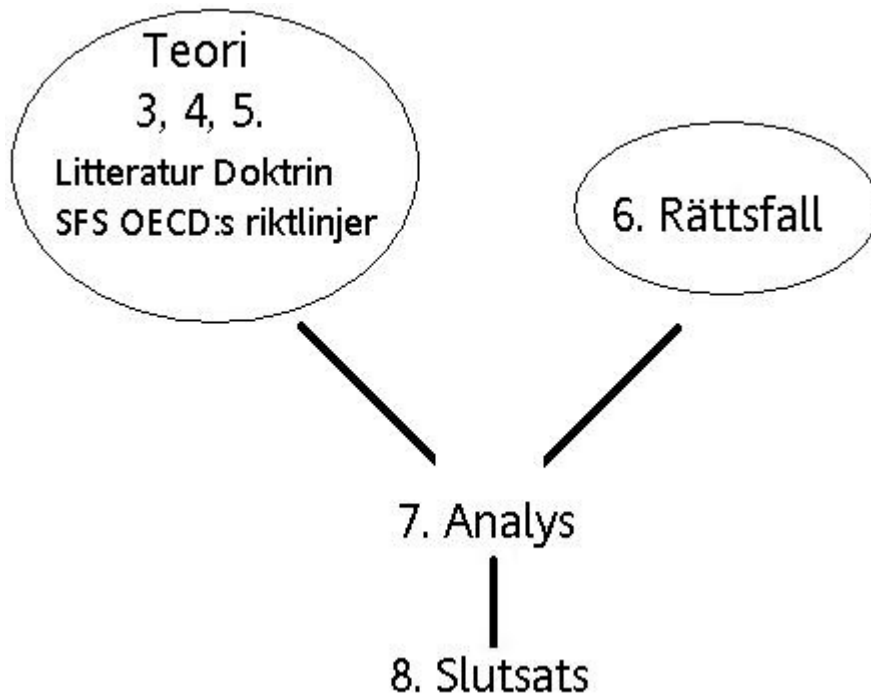 Teori
3, 4, 5.
Litteratur Doktrin
SFS OECD:s riktlinjer
6. Rättsfall
7. Analys
8. Slutsats